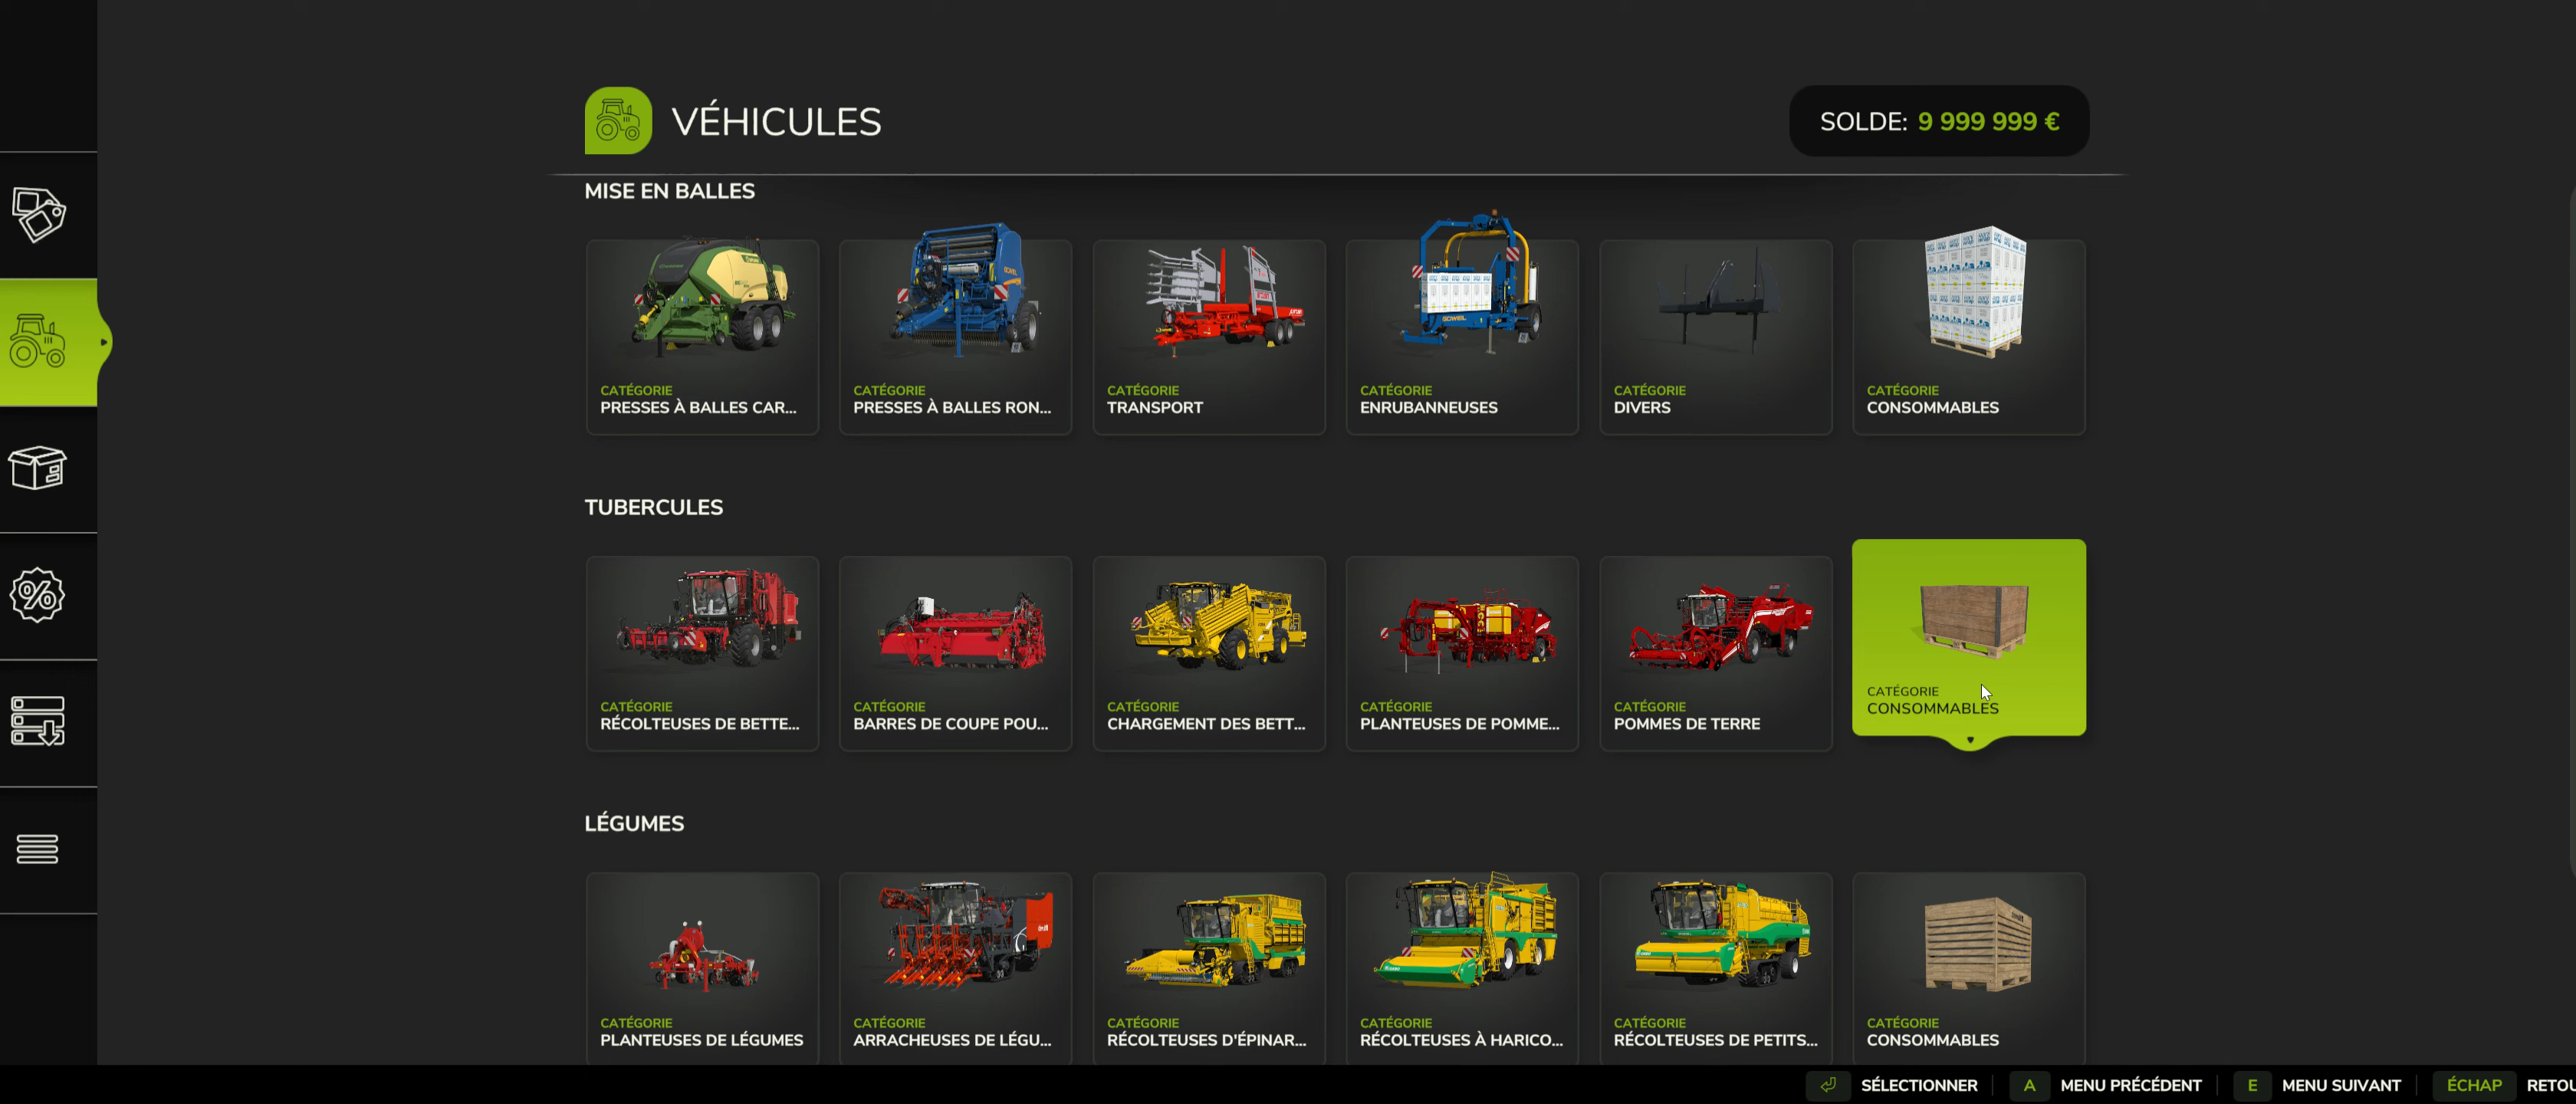 VÉHICULES
SOLDE: 9 999 999 €
MISE EN BALLES
CATÉGORIE
PRESSES À BALLES CAR...
CATÉGORIE
PRESSES À BALLES RON...
CATÉGORIE
TRANSPORT
CATÉGORIE
ENRUBANNEUSES
CATÉGORIE
DIVERS
CATÉGORIE
CONSOMMABLES
TUBERCULES
CATÉGORIE
RÉCOLTEUSES DE BETTE...
CATÉGORIE
BARRES DE COUPE POU...
CATÉGORIE
CHARGEMENT DES BETT...
CATÉGORIE
PLANTEUSES DE POMME...
CATÉGORIE
POMMES DE TERRE
CATÉGORIE
CONSOMMABLES
LÉGUMES
CATÉGORIE
PLANTEUSES DE LÉGUMES
CATÉGORIE
ARRACHEUSES DE LÉGU...
CATÉGORIE
RÉCOLTEUSES D'ÉPINAR...
CATÉGORIE
RÉCOLTEUSES À HARICO...
CATÉGORIE
RÉCOLTEUSES DE PETITS...
CATÉGORIE
CONSOMMABLES
SÉLECTIONNER
A MENU PRÉCÉDENT
E MENU SUIVANT
ÉCHAP RETOU